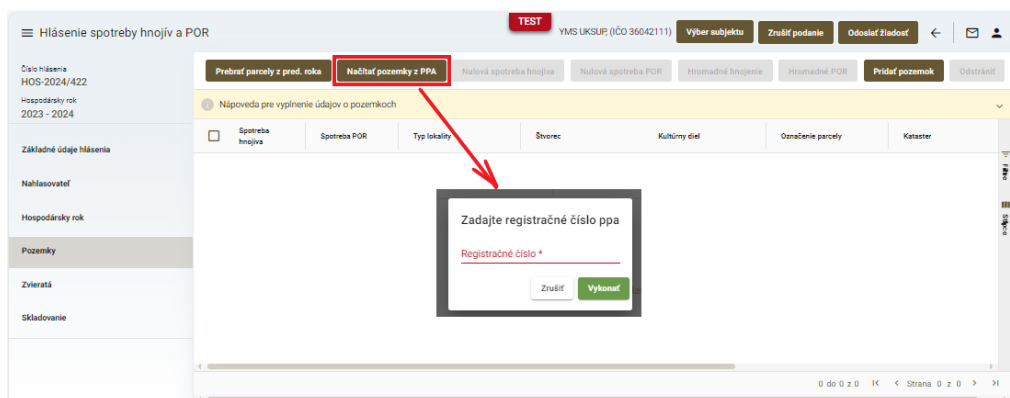 Hlásenie spotreby hnojív a POR
TEST
YMS UKSUP, (IČO 36042111)
Výber subjektu
Zrušiť podanie
Odoslať žiadosť
Číslo hlásenia
HOS-2024/422
Hospodársky rok
2023 - 2024
Základné údaje hlásenia
Nahlasovateľ
Hospodársky rok
Pozemky
Zvieratá
Skladovanie
Prebrať parcely z pred. roka
Načítať pozemky z PPA
Nulová spotreba hnojiva
Nulová spotreba POR
Hromadné hnojenie
Hromadné POR
Pridať pozemok
Odstrániť
Nápoveda pre vyplnenie údajov o pozemkoch
Spotreba
hnojiva
Spotreba POR
Typ lokality
Štvorec
Kultúrny diel
Označenie parcely
Kataster
Filtre
Stĺpce
Zadajte registračné číslo ppa
Registračné číslo *
Zrušiť
Vykonať
0 do 0 z 0
Strana 0 z 0